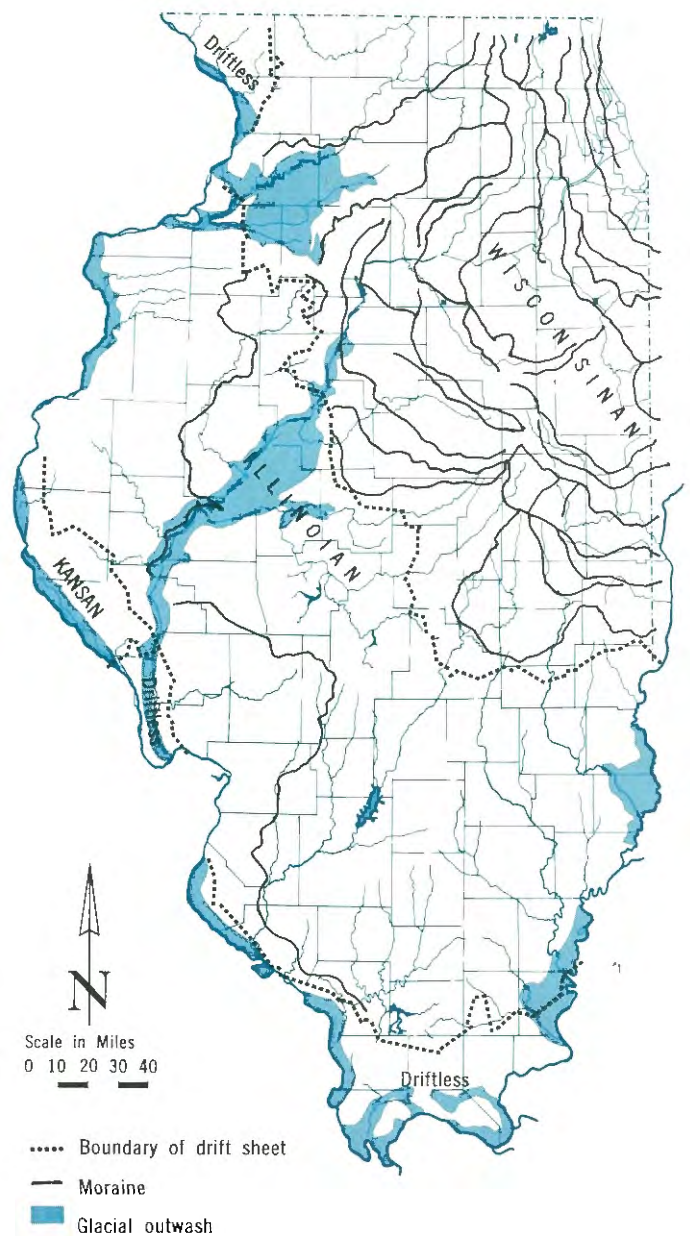 Driftless
WISCONSINAN
ILLINOIAN
KANSAN
Driftless
N
Scale in Miles
0 10 20 30 40
Boundary of drift sheet
Moraine
Glacial outwash